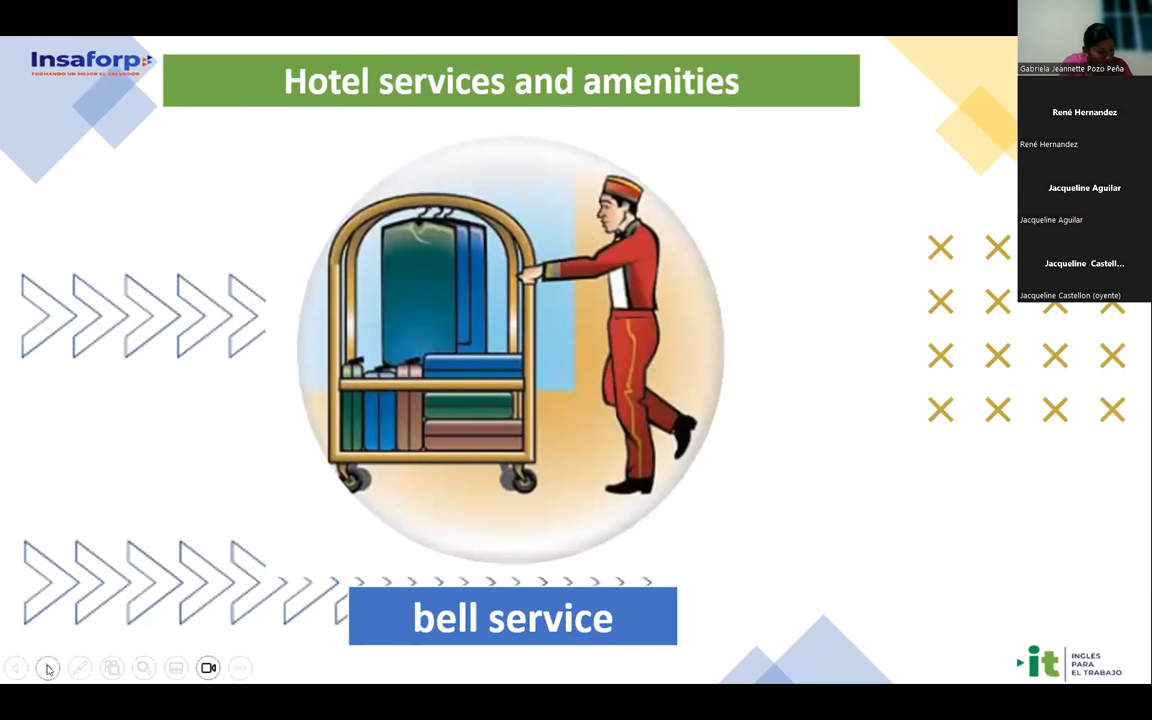 Insaforp
FORMANDO UN MEJOR EL SALVADOR
Hotel services and amenities
bell service
it
INGLÉS
PARA
EL TRABAJO
Gabriela Jeannette Pozo Peña
René Hernandez
René Hernandez
Jacqueline Aguilar
Jacqueline Aguilar
Jacqueline Castell...
Jacqueline Castellon (oyente)